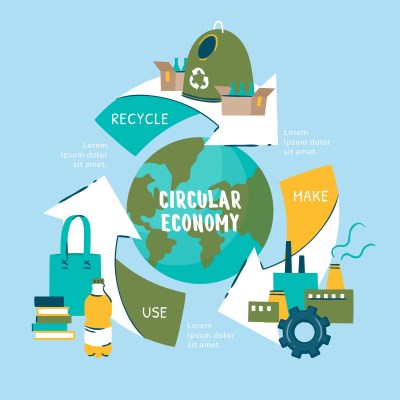 RECYCLE
Lorem
ipsum dolor
sit amet.
Lorem
ipsum dolor
sit amet.
CIRCULAR
ECONOMY
MAKE
USE
Lorem
ipsum dolor
sit amet.